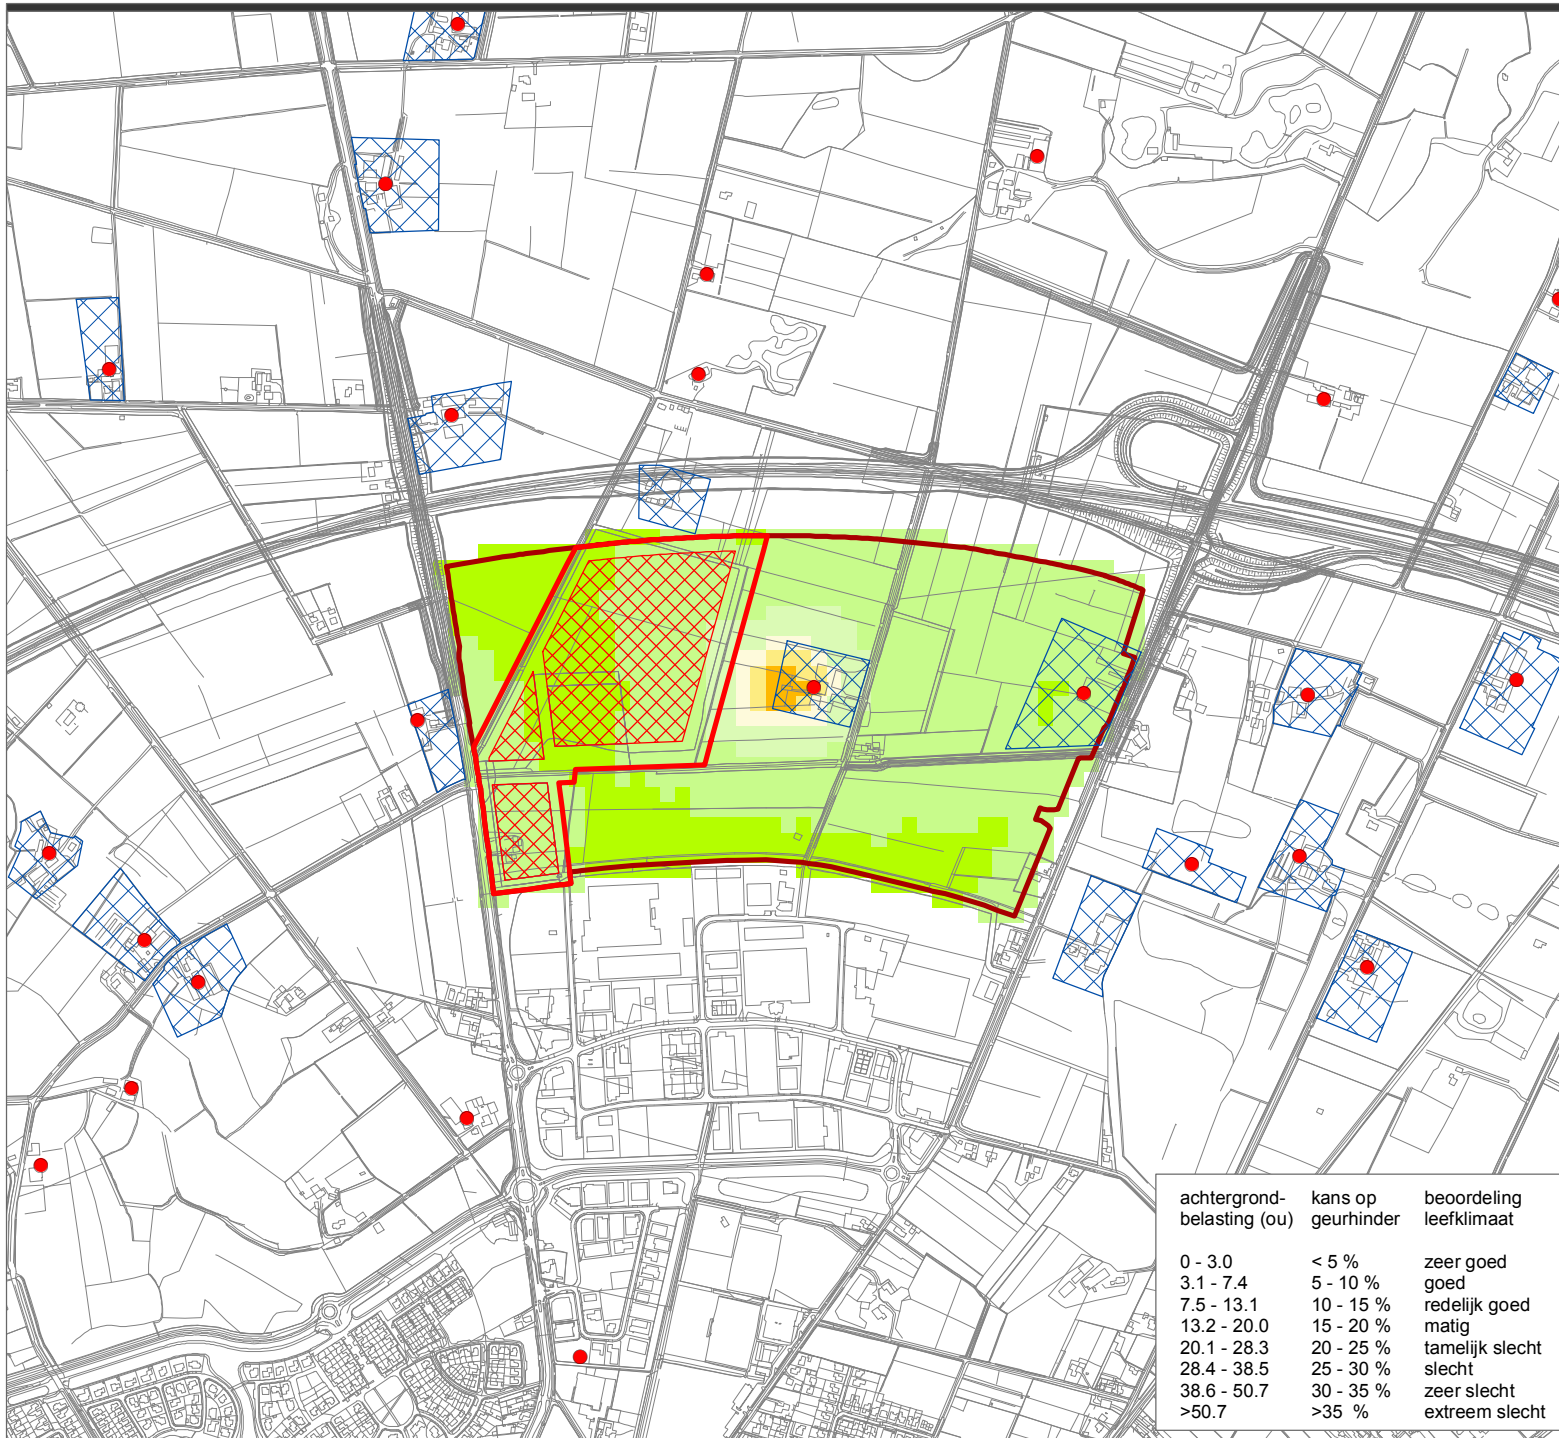 achtergrond- kans op beoordeling
belasting (ou) geurhinder leefklimaat
0 - 3.0 < 5 % zeer goed
3.1 - 7.4 5 - 10 % goed
7.5 - 13.1 10 - 15 % redelijk goed
13.2 - 20.0 15 - 20 % matig
20.1 - 28.3 20 - 25 % tamelijk slecht
28.4 - 38.5 25 - 30 % slecht
38.6 - 50.7 30 - 35 % zeer slecht
>50.7 >35 % extreem slecht